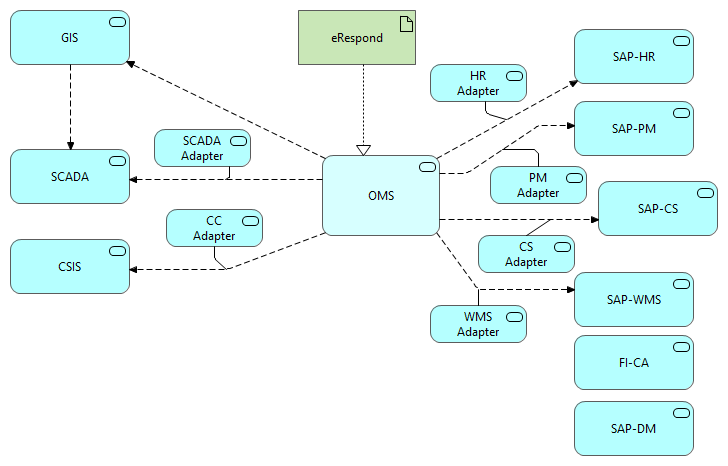 GIS
eRespond
HR
Adapter
SAP-HR
SCADA
Adapter
SAP-PM
SCADA
OMS
PM
Adapter
SAP-CS
CC
Adapter
CS
Adapter
CSIS
SAP-WMS
WMS
Adapter
FI-CA
SAP-DM